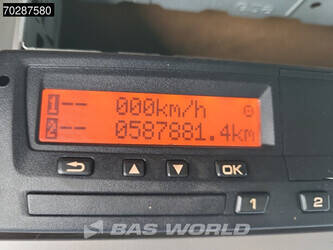 70287580
1-- 000km/h
2-- 0587881.4km
OK
1 2
BAS WORLD